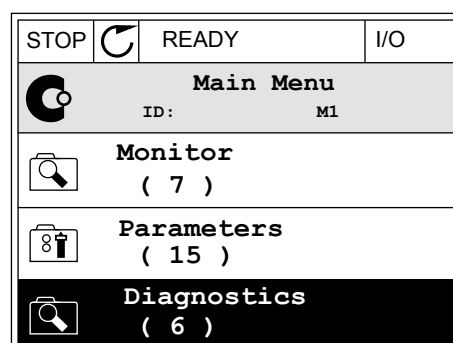 STOP READY I/O
Main Menu
ID: M1
Monitor
( 7 )
Parameters
( 15 )
Diagnostics
( 6 )